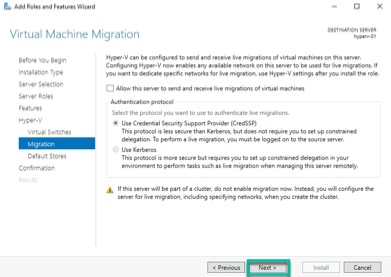 Add Roles and Features Wizard
Virtual Machine Migration
DESTINATION SERVER
hyperv-01
Before You Begin
Installation Type
Server Selection
Server Roles
Features
Hyper-V
Virtual Switches
Migration
Default Stores
Confirmation
Results
Hyper-V can be configured to send and receive live migrations of virtual machines on this server.
Configuring Hyper-V now enables any available network on this server to be used for live migrations. If
you want to dedicate specific networks for live migration, use Hyper-V settings after you install the role.
Allow this server to send and receive live migrations of virtual machines
Authentication protocol
Select the protocol you want to use to authenticate live migrations.
Use Credential Security Support Provider (CredSSP)
This protocol is less secure than Kerberos, but does not require you to set up constrained
delegation. To perform a live migration, you must be logged on to the source server.
Use Kerberos
This protocol is more secure but requires you to set up constrained delegation in your
environment to perform tasks such as live migration when managing this server remotely.
If this server will be part of a cluster, do not enable migration now. Instead, you will configure the
server for live migration, including specifying networks, when you create the cluster.
< Previous
Next >
Install
Cancel